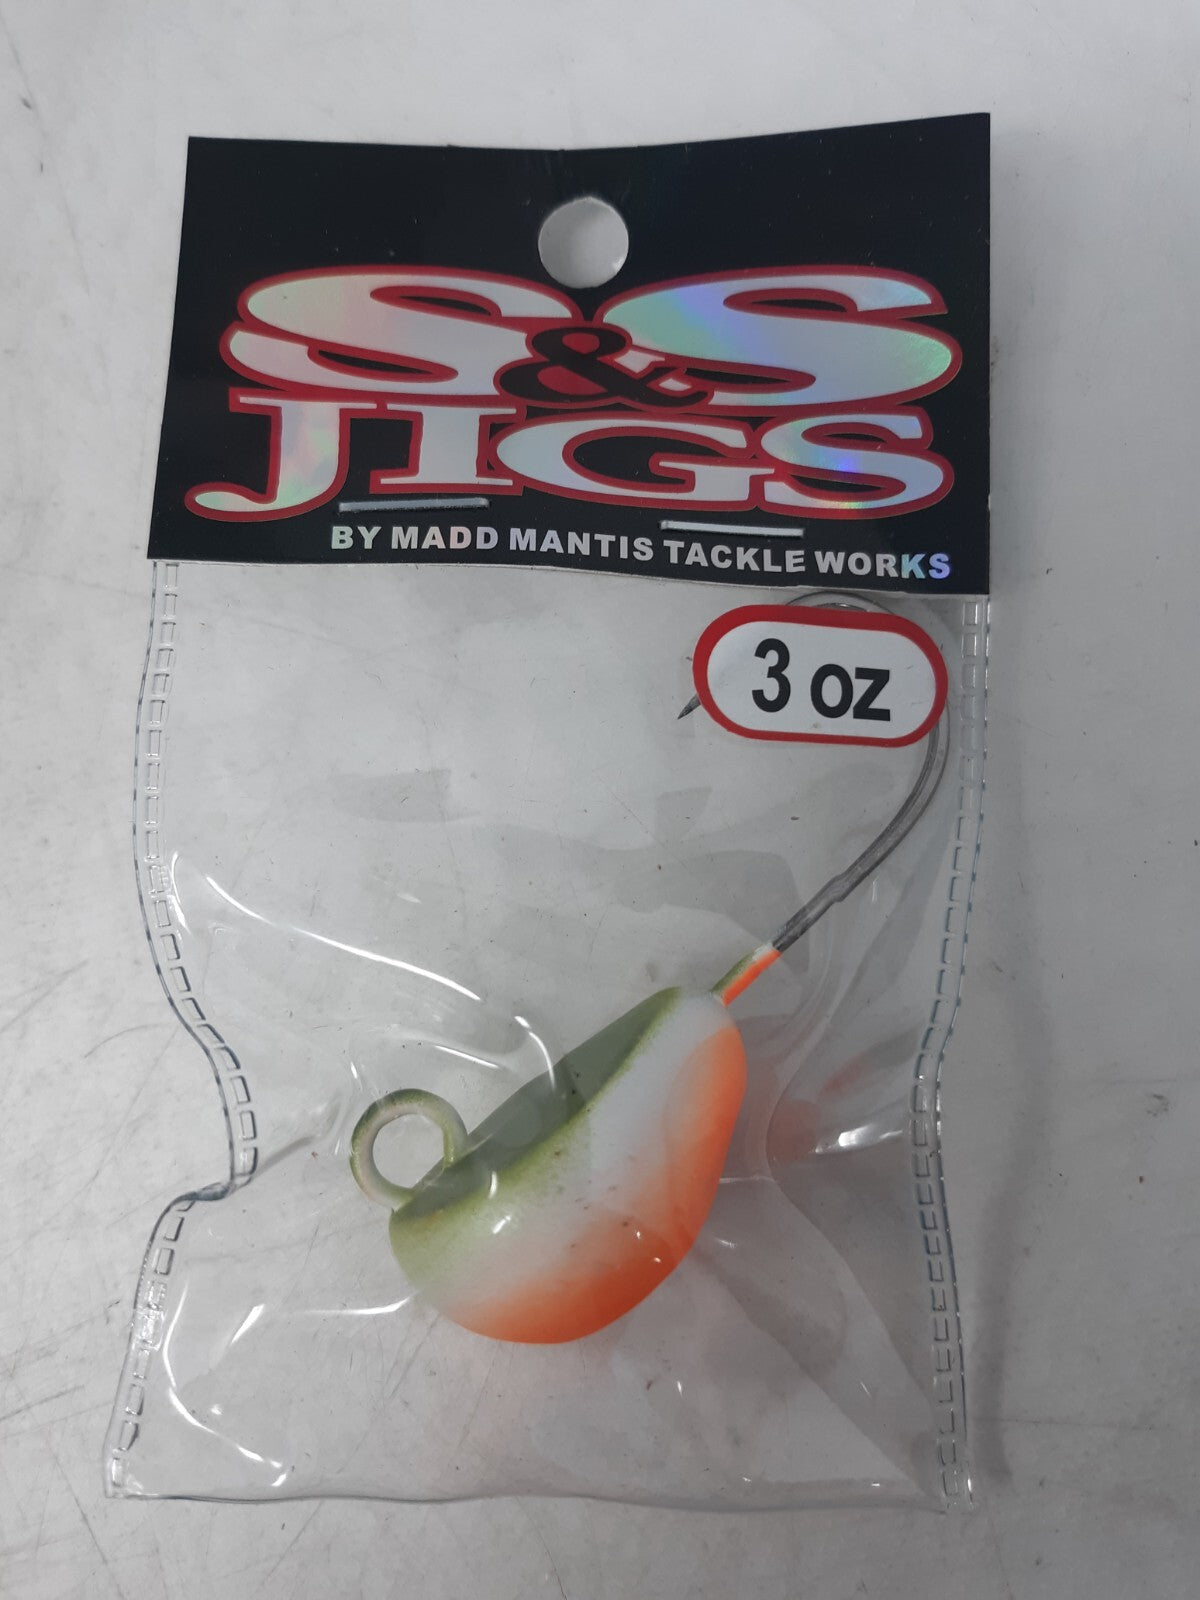 S&S
JIGS
BY MADD MANTIS TACKLE WORKS
3 oz